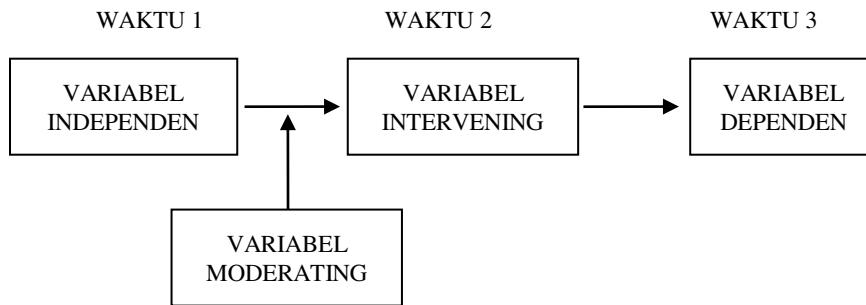 WAKTU 1 WAKTU 2 WAKTU 3
VARIABEL
INDEPENDEN
VARIABEL
INTERVENING
VARIABEL
DEPENDEN
VARIABEL
MODERATING